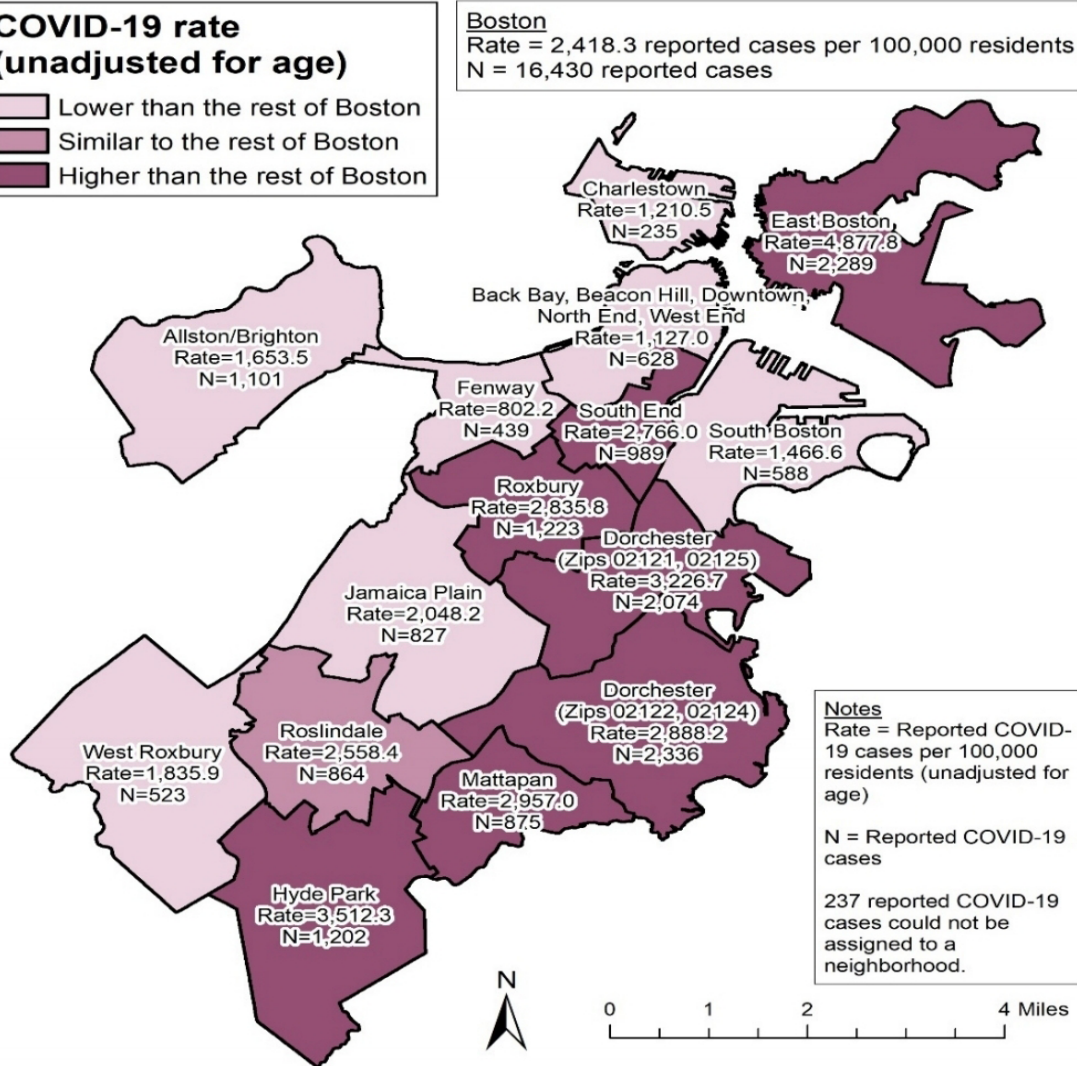 COVID-19 rate
(unadjusted for age)
Lower than the rest of Boston
Similar to the rest of Boston
Higher than the rest of Boston
Boston
Rate = 2,418.3 reported cases per 100,000 residents
N = 16,430 reported cases
Charlestown
Rate=1,210.5
N=235
East Boston
Rate=4,877.8
N=2,289
Back Bay, Beacon Hill, Downtown,
North End, West End
Rate=1,127.0
N=628
Allston/Brighton
Rate=1,653.5
N=1,101
Fenway
Rate=802.2
N=439
South End
Rate=2,766.0
N=989
South Boston
Rate=1,466.6
N=588
Roxbury
Rate=2,835.8
N=1,223
Dorchester
(Zips 02121, 02125)
Rate=3,226.7
N=2,074
Jamaica Plain
Rate=2,048.2
N=827
Dorchester
(Zips 02122, 02124)
Rate=2,888.2
N=2,336
Roslindale
Rate=2,558.4
N=864
West Roxbury
Rate=1,835.9
N=523
Mattapan
Rate=2,957.0
N=875
Hyde Park
Rate=3,512.3
N=1,202
Notes
Rate = Reported COVID-
19 cases per 100,000
residents (unadjusted for
age)
N = Reported COVID-19
cases
237 reported COVID-19
cases could not be
assigned to a
neighborhood.
N
0 1 2 4 Miles